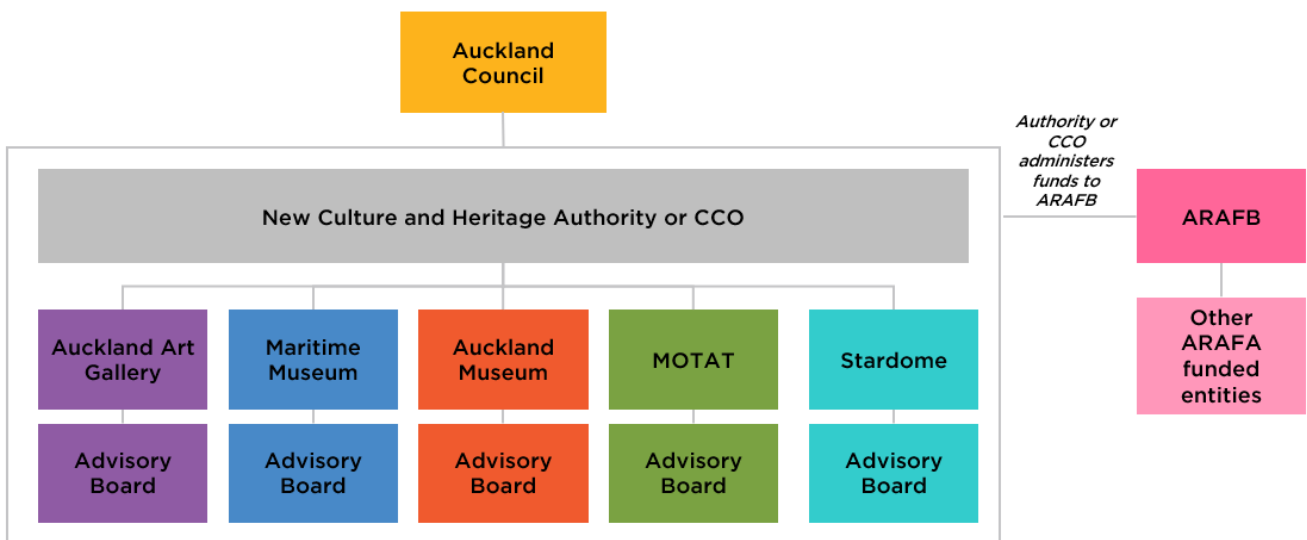 Auckland
Council
Authority or
CCO
administers
funds to
ARAFB
New Culture and Heritage Authority or CCO
ARAFB
Auckland Art
Gallery
Maritime
Museum
Auckland
Museum
MOTAT
Stardome
Other
ARAFA
funded
entities
Advisory
Board
Advisory
Board
Advisory
Board
Advisory
Board
Advisory
Board